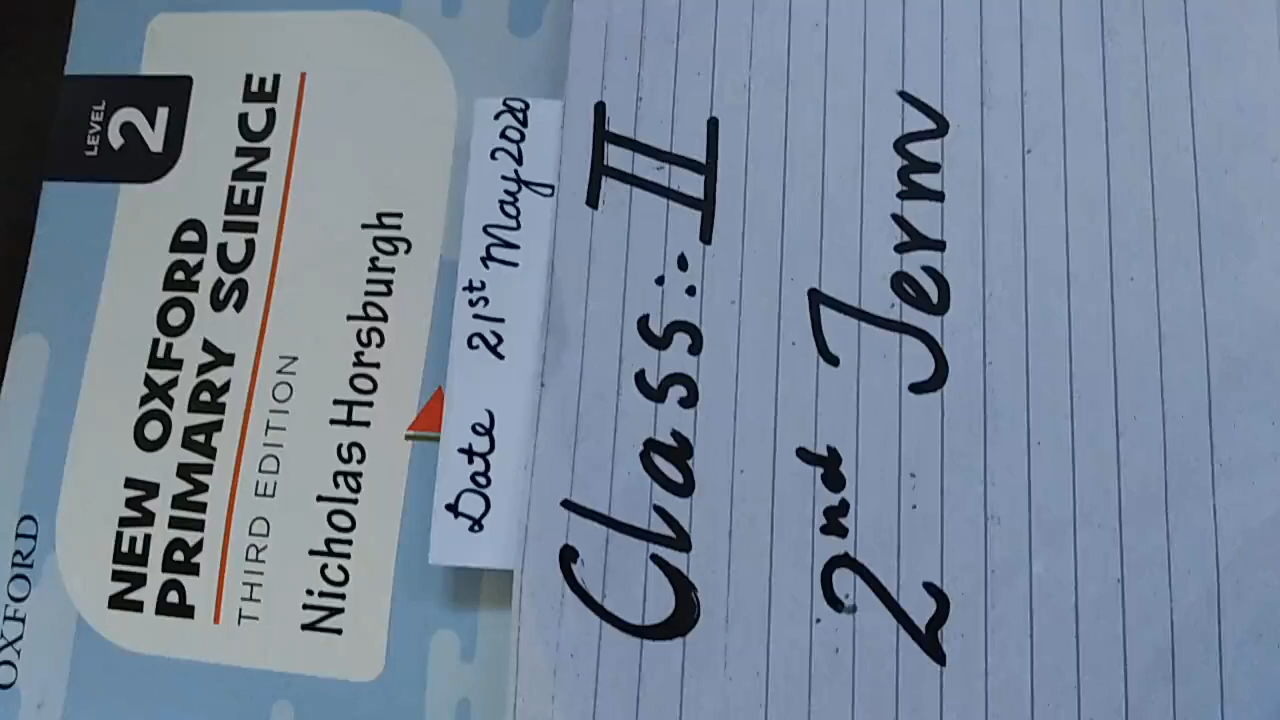 OXFORD
LEVEL
2
NEW OXFORD
PRIMARY SCIENCE
THIRD EDITION
Nicholas Horsburgh
Date 21st May 2020
Class: II
2nd Term